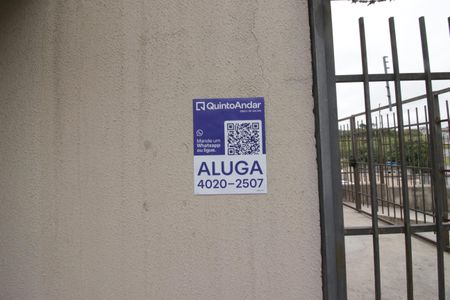 QuintoAndar
Mande um
Whatsapp
ou ligue.
ALUGA
4020-2507